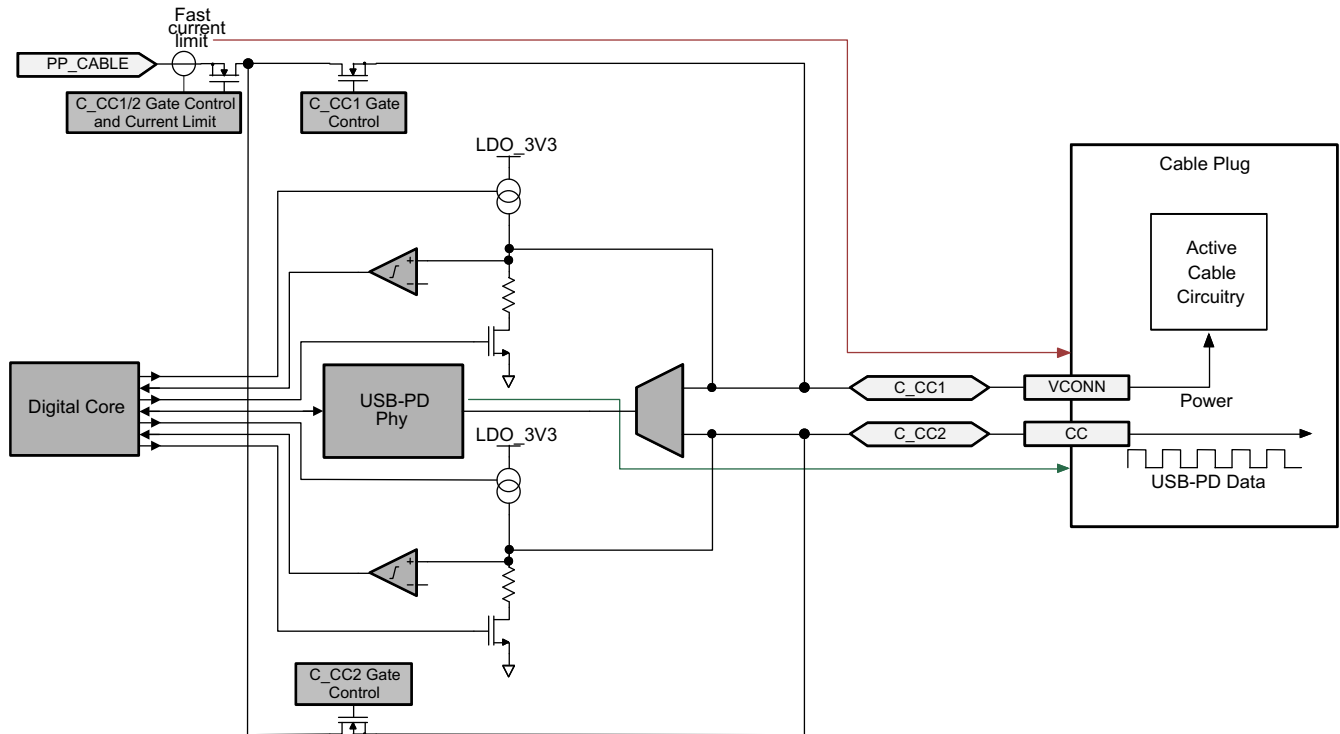 Fast
current
limit
PP_CABLE
C_CC1/2 Gate Control
and Current Limit
C_CC1 Gate
Control
LDO_3V3
Cable Plug
Active
Cable
Circuitry
Digital Core
USB-PD
Phy
C_CC1
VCONN
Power
C_CC2
CC
LDO_3V3
USB-PD Data
C_CC2 Gate
Control